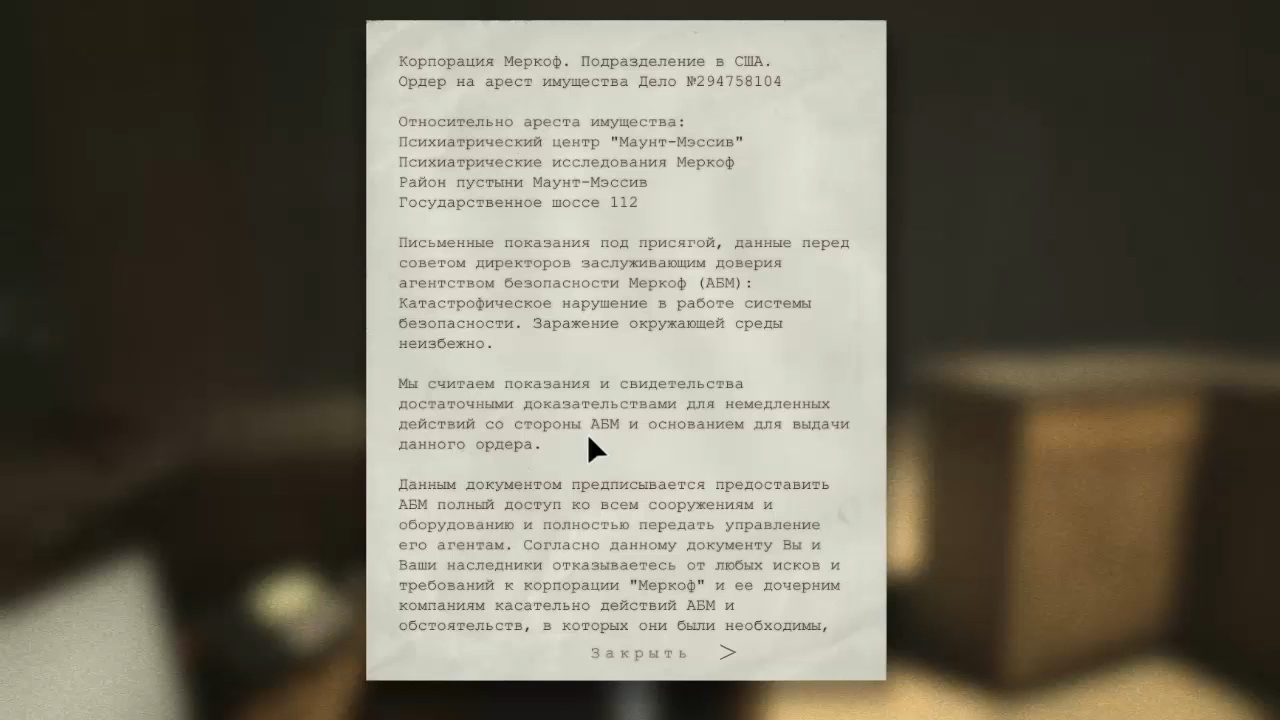 Корпорация Меркоф. Подразделение в США.
Ордер на арест имущества Дело №294758104
Относительно ареста имущества:
Психиатрический центр "Маунт-Мэссив"
Психиатрические исследования Меркоф
Район пустыни Маунт-Мэссив
Государственное шоссе 112
Письменные показания под присягой, данные перед
советом директоров заслуживающим доверия
агентством безопасности Меркоф (АБМ):
Катастрофическое нарушение в работе системы
безопасности. Заражение окружающей среды
неизбежно.
Мы считаем показания и свидетельства
достаточными доказательствами для немедленных
действий со стороны АБМ и основанием для выдачи
данного ордера.
Данным документом предписывается предоставить
АБМ полный доступ ко всем сооружениям и
оборудованию и полностью передать управление
его агентам. Согласно данному документу Вы и
Ваши наследники отказываетесь от любых исков и
требований к корпорации "Меркоф" и ее дочерним
компаниям касательно действий АБМ и
обстоятельств, в которых они были необходимы,
Закрыть >